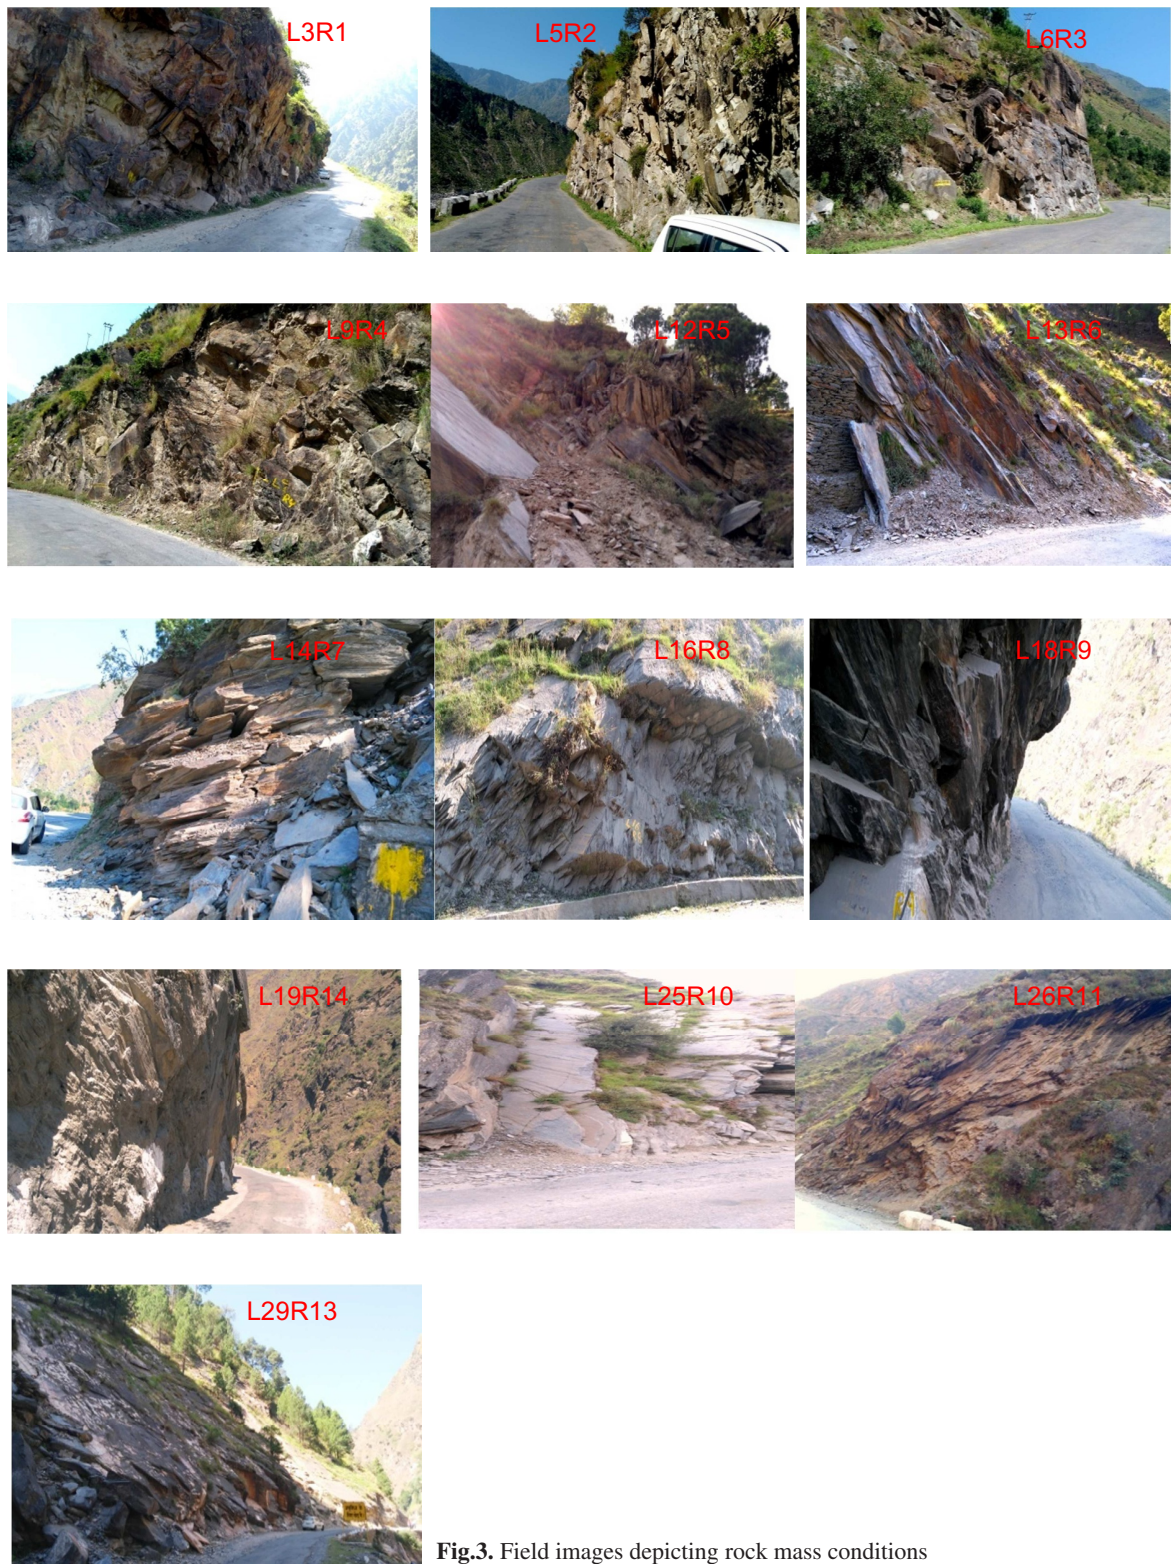 L3R1
L5R2
L6R3
L9R4
L12R5
L13R6
L14R7
L16R8
L18R9
L19R14
L25R10
L26R11
L29R13
Fig.3. Field images depicting rock mass conditions